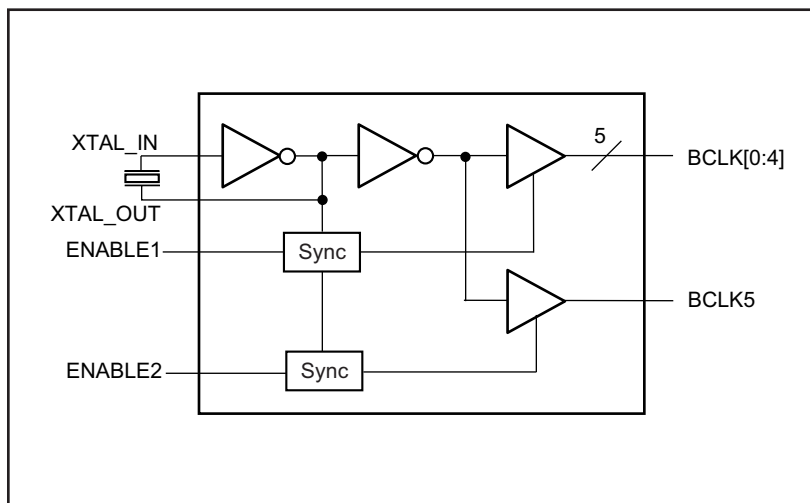 XTAL_IN
5
BCLK[0:4]
XTAL_OUT
ENABLE1
Sync
BCLK5
ENABLE2
Sync